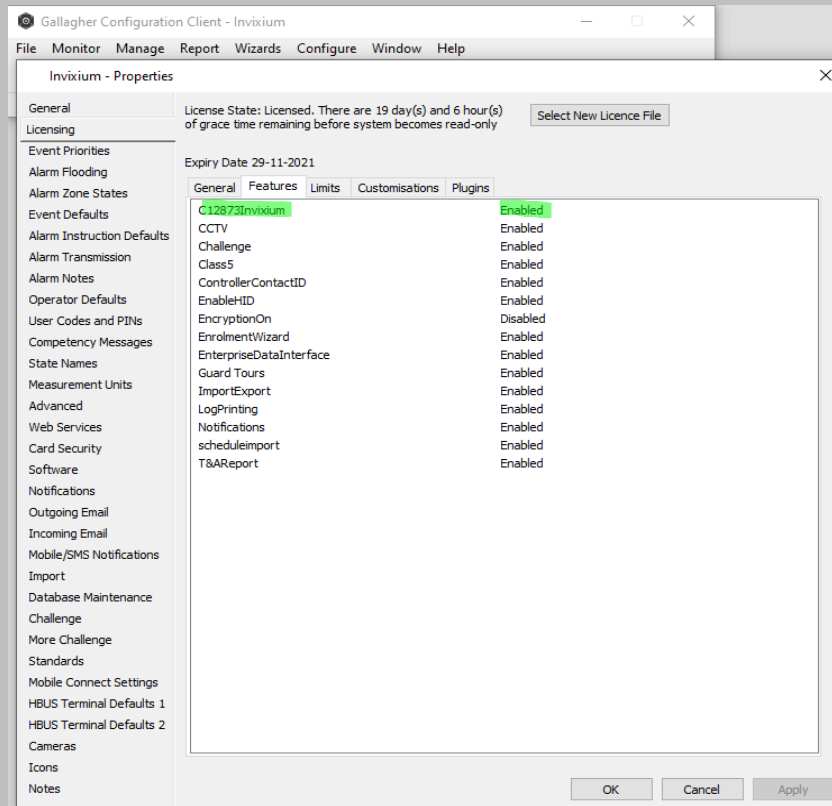 Gallagher Configuration Client - Invixium
File Monitor Manage Report Wizards Configure Window Help
Invixium - Properties
General
Licensing
Event Priorities
Alarm Flooding
Alarm Zone States
Event Defaults
Alarm Instruction Defaults
Alarm Transmission
Alarm Notes
Operator Defaults
User Codes and PINs
Competency Messages
State Names
Measurement Units
Advanced
Web Services
Card Security
Software
Notifications
Outgoing Email
Incoming Email
Mobile/SMS Notifications
Import
Database Maintenance
Challenge
More Challenge
Standards
Mobile Connect Settings
HBUS Terminal Defaults 1
HBUS Terminal Defaults 2
Cameras
Icons
Notes
License State: Licensed. There are 19 day(s) and 6 hour(s)
of grace time remaining before system becomes read-only
Select New Licence File
Expiry Date 29-11-2021
General Features Limits Customisations Plugins
C12873Invixium Enabled
CCTV Enabled
Challenge Enabled
Class5 Enabled
ControllerContactID Enabled
EnableHID Enabled
EncryptionOn Disabled
EnrolmentWizard Enabled
EnterpriseDataInterface Enabled
Guard Tours Enabled
ImportExport Enabled
LogPrinting Enabled
Notifications Enabled
scheduleimport Enabled
T&AReport Enabled
OK Cancel Apply